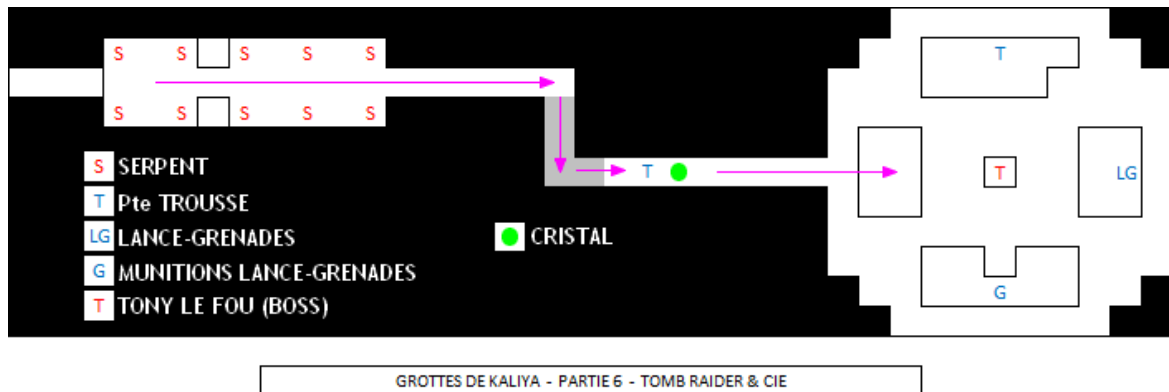 S S S S S T
S S S S S
S SERPENT T T LG
T Pte TROUSSE
LG LANCE-GRENADES CRISTAL
G MUNITIONS LANCE-GRENADES G
T TONY LE FOU (BOSS)
GROTTES DE KALIYA - PARTIE 6 - TOMB RAIDER & CIE